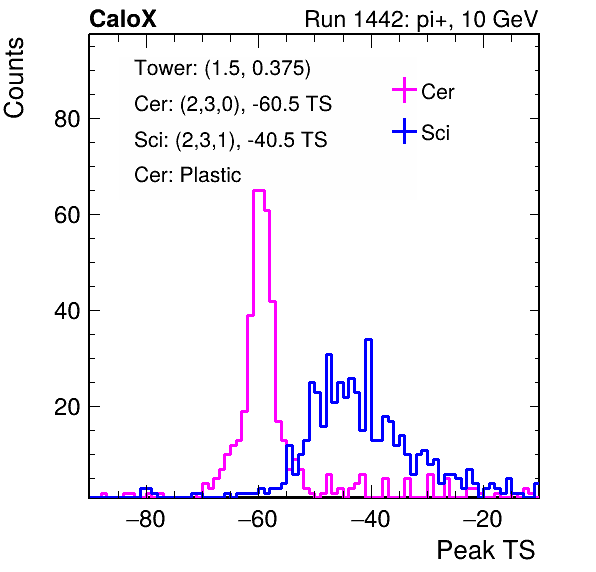 CaloX Run 1442: pi+, 10 GeV
Counts
Tower: (1.5, 0.375)
Cer: (2,3,0), -60.5 TS
Sci: (2,3,1), -40.5 TS
Cer: Plastic
Cer
Sci
80
60
40
20
−80 −60 −40 −20
Peak TS